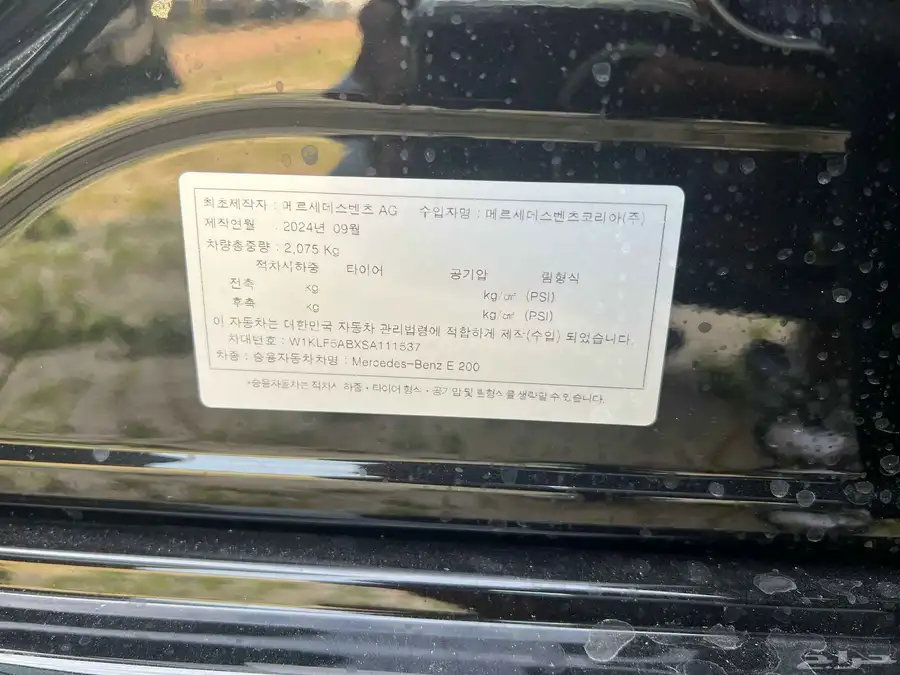 최초제작자 : 메르세데스벤츠 AG 수입자명 : 메르세데스벤츠코리아(주)
제작연월 : 2024년 09월
차량총중량 : 2,075 Kg
적차시하중 타이어 공기압 림형식
전측 kg kg/㎠ (PSI)
후측 kg kg/㎠ (PSI)
이 자동차는 대한민국 자동차 관리법령에 적합하게 제작(수입) 되었습니다.
차대번호 : W1KLF5ABXSA111537
차종 : 승용자동차차명 : Mercedes-Benz E 200
*승용자동차는 적차시 하중・타이어 형식・공기압 및 림형식을 생략할 수 있습니다.
حراج